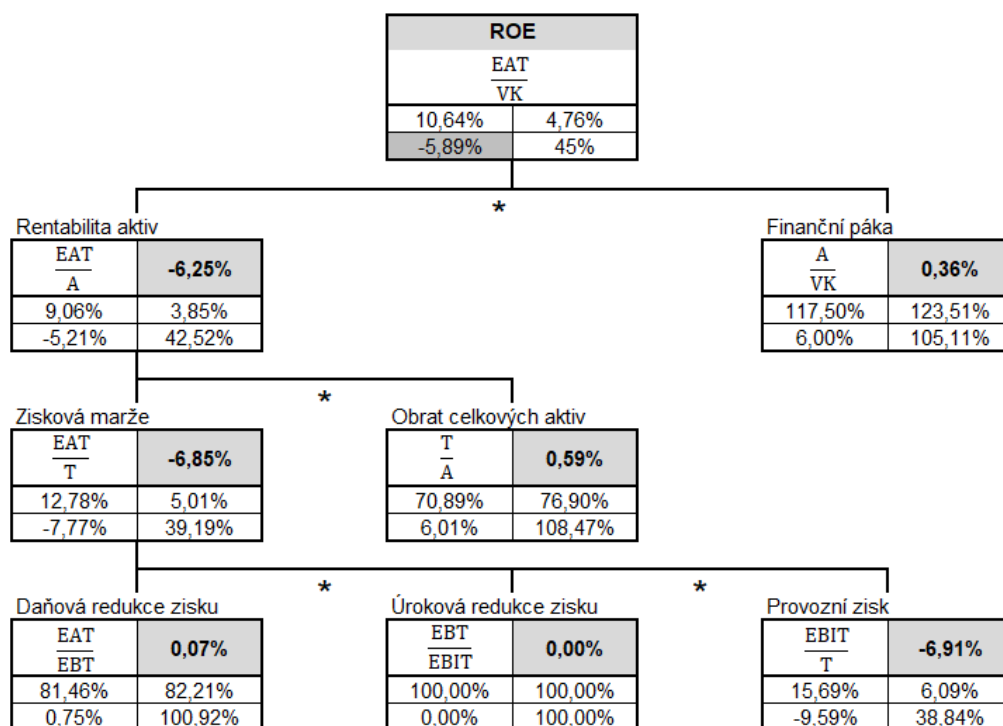 ROE
EAT
VK
10,64% 4,76%
-5,89% 45%
*
Rentabilita aktiv
EAT
A
-6,25%
9,06% 3,85%
-5,21% 42,52%
Finanční páka
A
VK
0,36%
117,50% 123,51%
6,00% 105,11%
*
Zisková marže
EAT
T
-6,85%
12,78% 5,01%
-7,77% 39,19%
Obrat celkových aktiv
T
A
0,59%
70,89% 76,90%
6,01% 108,47%
*
*
Daňová redukce zisku
EAT
EBT
0,07%
81,46% 82,21%
0,75% 100,92%
Úroková redukce zisku
EBT
EBIT
0,00%
100,00% 100,00%
0,00% 100,00%
Provozní zisk
EBIT
T
-6,91%
15,69% 6,09%
-9,59% 38,84%